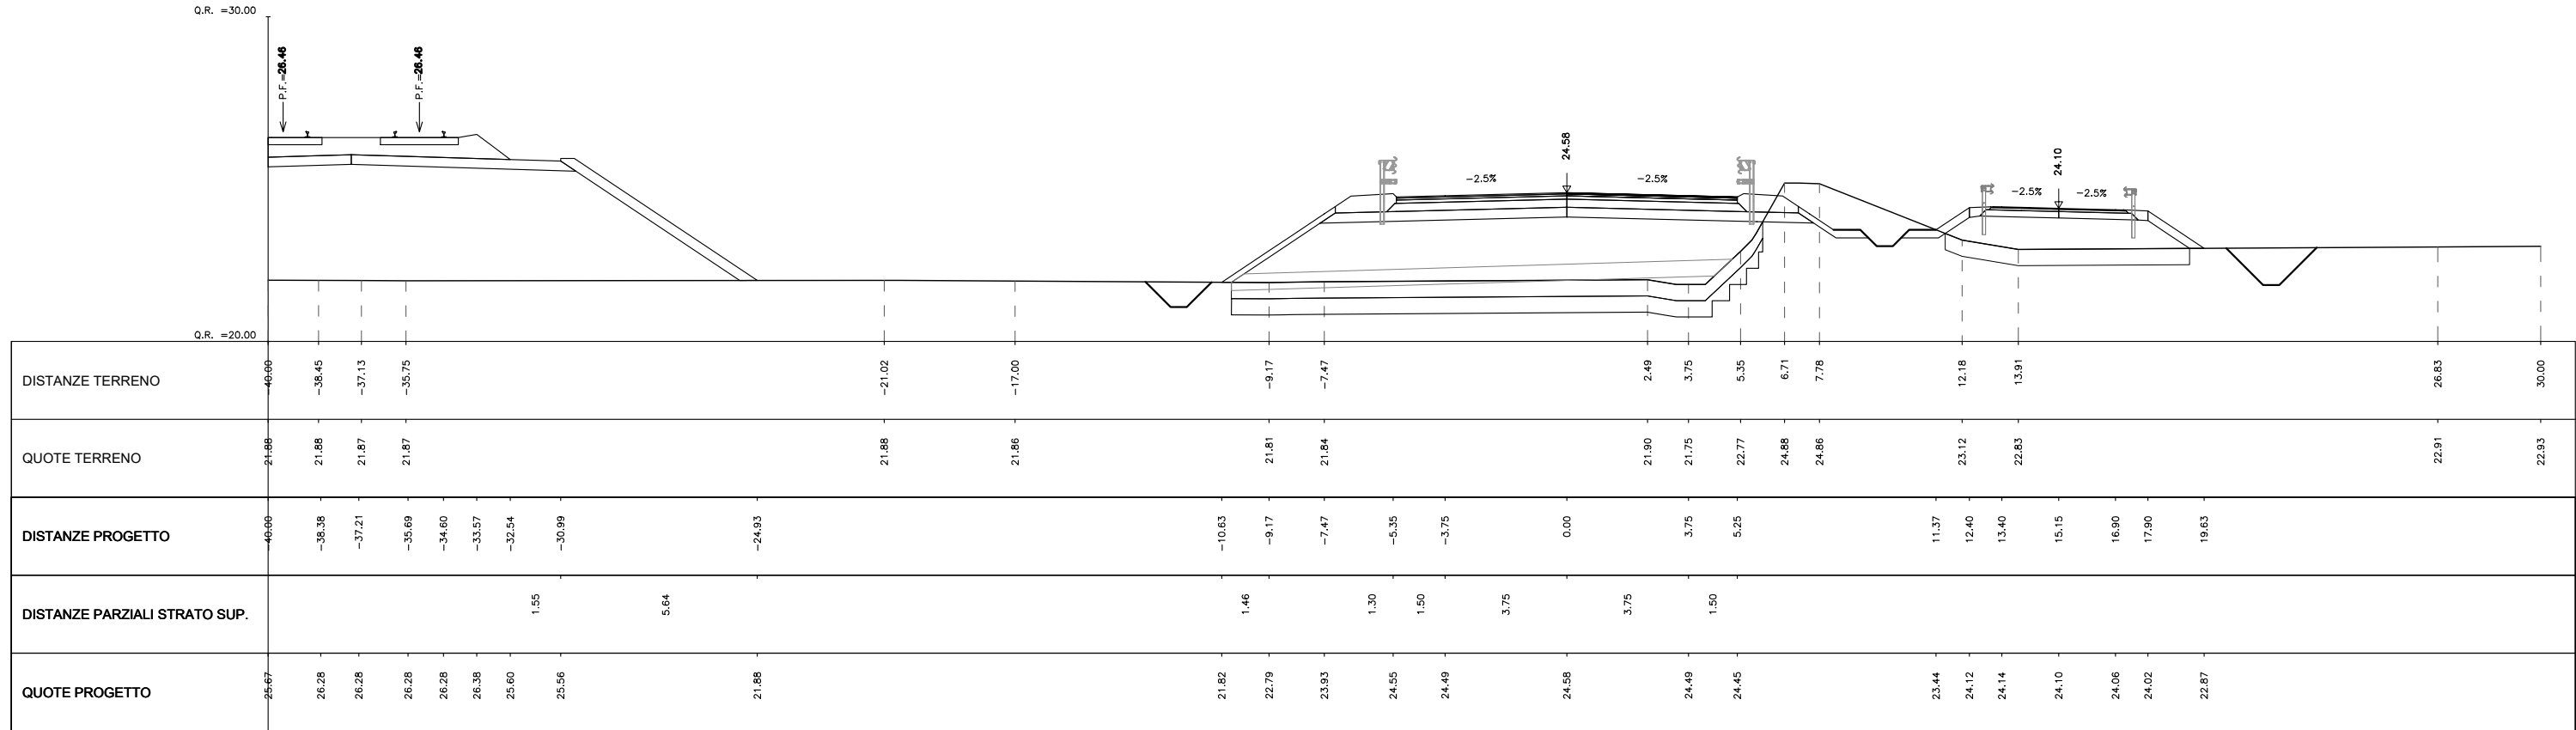 Q.R. =30.00
P.F.=26.46
P.F.=26.46
24.58
24.10
-2.5%
-2.5%
-2.5%
-2.5%
Q.R. =20.00
DISTANZE TERRENO -40.00 -38.45 -37.13 -35.75 -21.02 -17.00 -9.17 -7.47 2.49 3.75 5.35 6.71 7.78 12.18 13.91 26.83 30.00
QUOTE TERRENO 21.88 21.88 21.87 21.87 21.88 21.86 21.81 21.84 21.90 21.75 22.77 24.88 24.86 23.12 22.83 22.91 22.93
DISTANZE PROGETTO -40.00 -38.38 -37.21 -35.69 -34.60 -33.57 -32.54 -30.99 -24.93 -10.63 -9.17 -7.47 -5.35 -3.75 0.00 3.75 5.25 11.37 12.40 13.40 15.15 16.90 17.90 19.63
DISTANZE PARZIALI STRATO SUP. 1.55 5.64 1.46 1.30 1.50 3.75 3.75 1.50
QUOTE PROGETTO 25.67 26.28 26.28 26.28 26.28 26.38 25.60 25.56 21.88 21.82 22.79 23.93 24.55 24.49 24.58 24.49 24.45 23.44 24.12 24.14 24.10 24.06 24.02 22.87